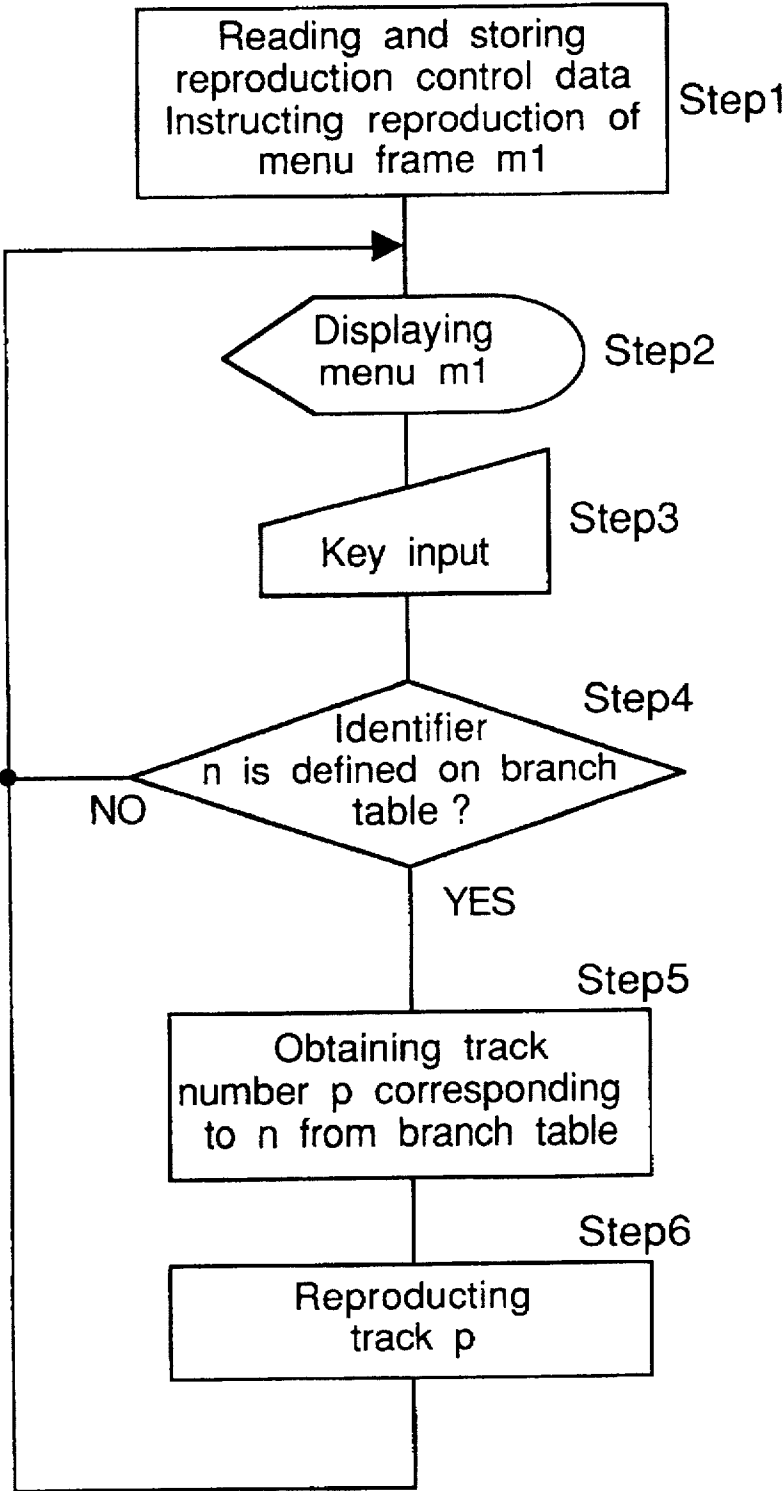 Reading and storing
reproduction control data
Instructing reproduction of
menu frame m1
Step1
Displaying
menu m1
Step2
Key input
Step3
Step4
Identifier
n is defined on branch
table ?
NO
YES
Step5
Obtaining track
number p corresponding
to n from branch table
Step6
Reproducting
track p